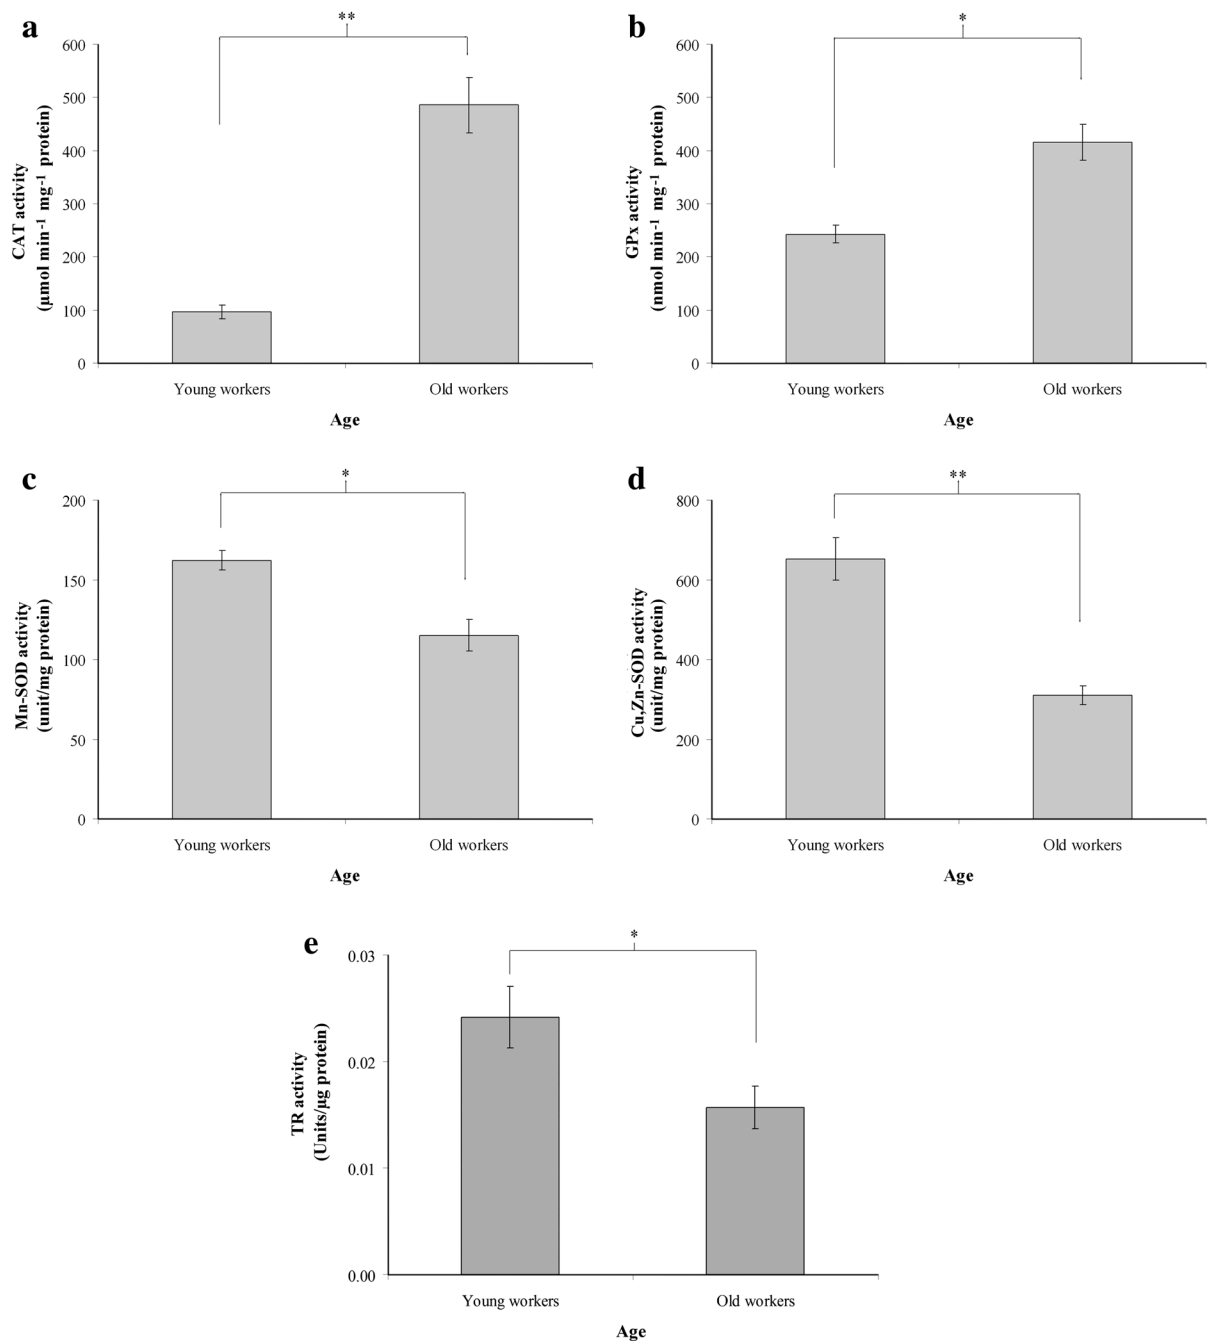 a
**
600
500
400
300
200
100
0
CAT activity
(μmol min⁻¹ mg⁻¹ protein)
Young workers
Old workers
Age
b
*
600
500
400
300
200
100
0
GPx activity
(nmol min⁻¹ mg⁻¹ protein)
Young workers
Old workers
Age
c
*
200
150
100
50
0
Mn-SOD activity
(unit/mg protein)
Young workers
Old workers
Age
d
**
800
600
400
200
0
Cu,Zn-SOD activity
(unit/mg protein)
Young workers
Old workers
Age
e
*
0.03
0.02
0.01
0.00
TR activity
(Units/μg protein)
Young workers
Old workers
Age